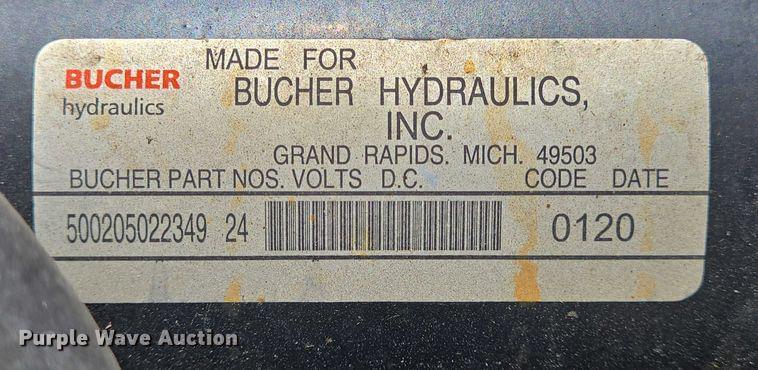 BUCHER
hydraulics
MADE FOR
BUCHER HYDRAULICS,
INC.
GRAND RAPIDS. MICH. 49503
BUCHER PART NOS. VOLTS D.C. CODE DATE
500205022349 24 0120
Purple Wave Auction